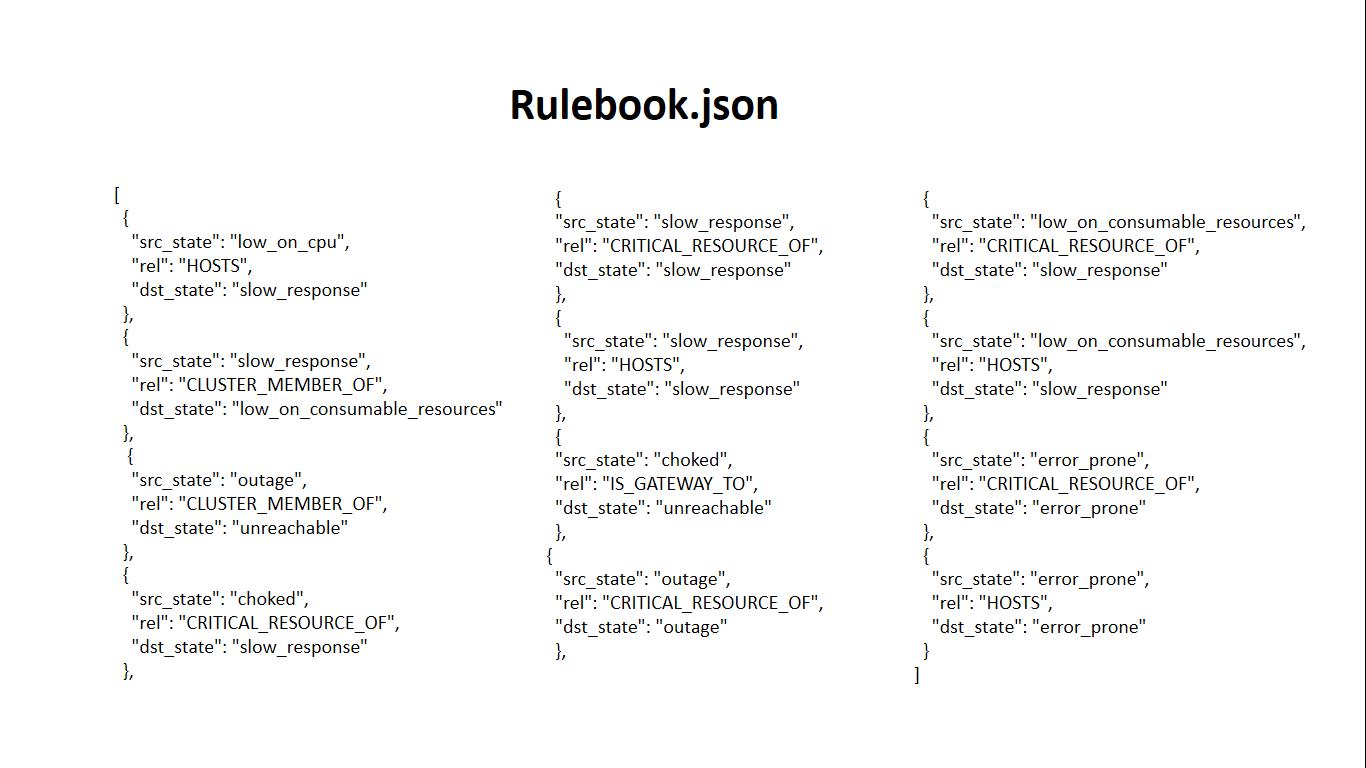 Rulebook.json
[
{
"src_state": "low_on_cpu",
"rel": "HOSTS",
"dst_state": "slow_response"
},
{
"src_state": "slow_response",
"rel": "CLUSTER_MEMBER_OF",
"dst_state": "low_on_consumable_resources"
},
{
"src_state": "outage",
"rel": "CLUSTER_MEMBER_OF",
"dst_state": "unreachable"
},
{
"src_state": "choked",
"rel": "CRITICAL_RESOURCE_OF",
"dst_state": "slow_response"
},
{
"src_state": "slow_response",
"rel": "CRITICAL_RESOURCE_OF",
"dst_state": "slow_response"
},
{
"src_state": "slow_response",
"rel": "HOSTS",
"dst_state": "slow_response"
},
{
"src_state": "choked",
"rel": "IS_GATEWAY_TO",
"dst_state": "unreachable"
},
{
"src_state": "outage",
"rel": "CRITICAL_RESOURCE_OF",
"dst_state": "outage"
},
{
"src_state": "low_on_consumable_resources",
"rel": "CRITICAL_RESOURCE_OF",
"dst_state": "slow_response"
},
{
"src_state": "low_on_consumable_resources",
"rel": "HOSTS",
"dst_state": "slow_response"
},
{
"src_state": "error_prone",
"rel": "CRITICAL_RESOURCE_OF",
"dst_state": "error_prone"
},
{
"src_state": "error_prone",
"rel": "HOSTS",
"dst_state": "error_prone"
}
]